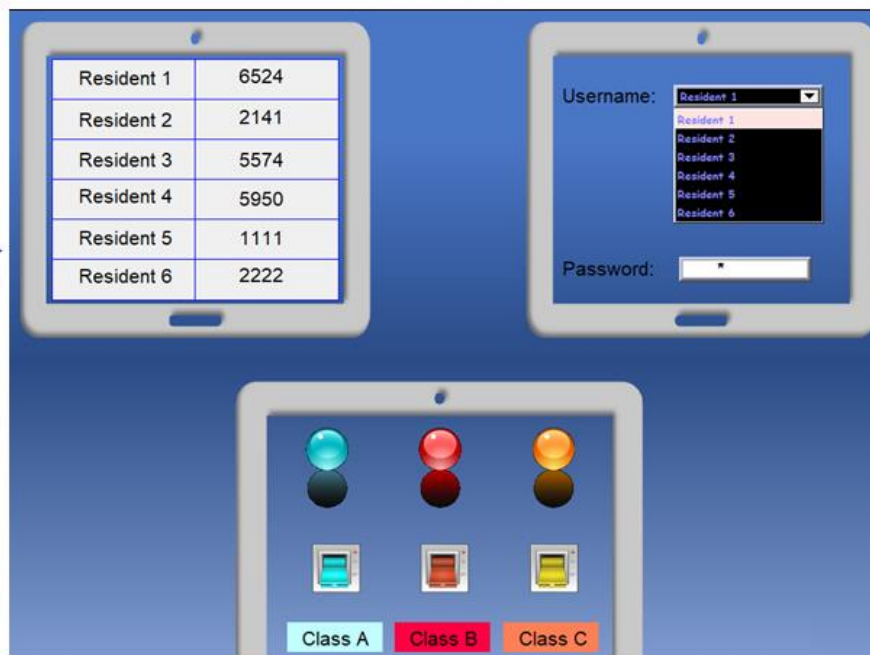 Resident 1 6524
Resident 2 2141
Resident 3 5574
Resident 4 5950
Resident 5 1111
Resident 6 2222
Username: Resident 1
Resident 1
Resident 2
Resident 3
Resident 4
Resident 5
Resident 6
Password: *
Class A Class B Class C